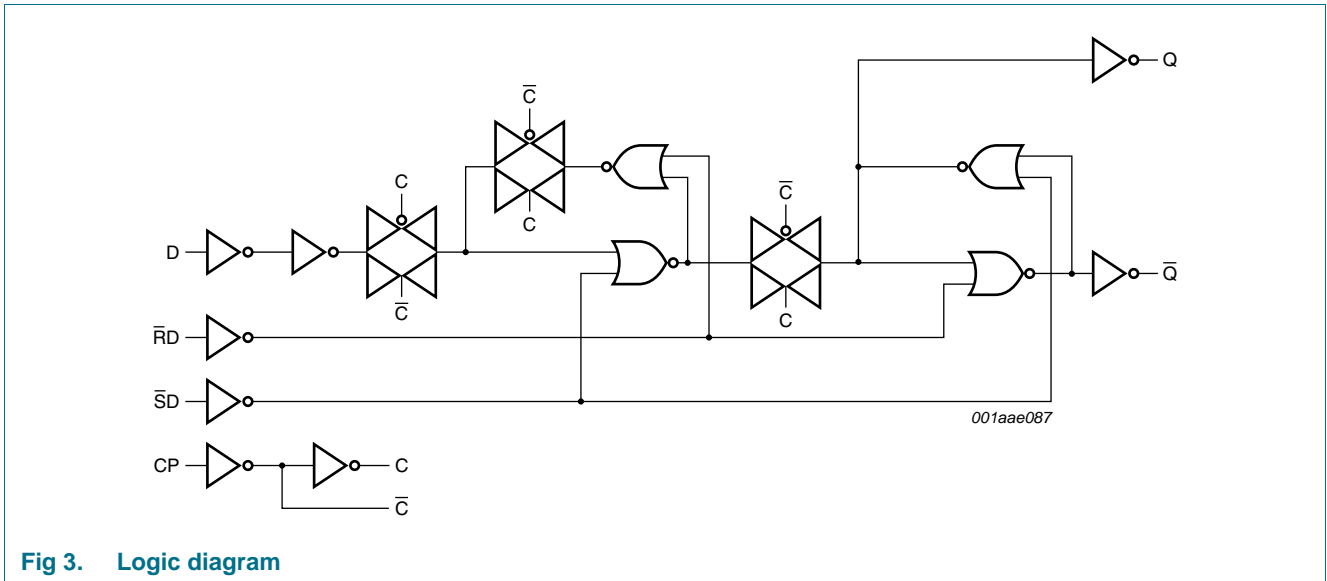 Q
C̅
C
C̅
C
D
C̅
Q̅
C
R̅D
S̅D
001aae087
CP
C
C̅
Fig 3. Logic diagram